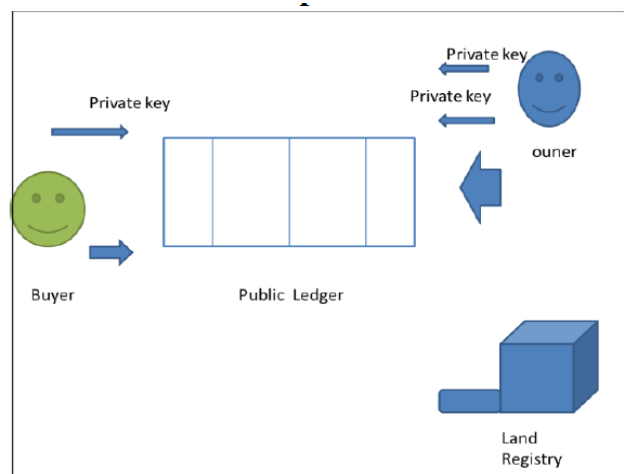 Private key
Private key
Private key
ouner
Buyer
Public Ledger
Land
Registry